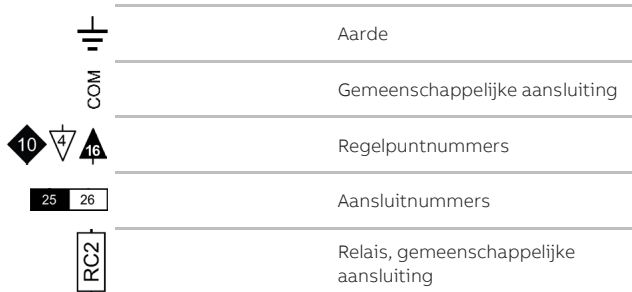 Aarde
COM Gemeenschappelijke aansluiting
10 4 16 Regelpuntnummers
25 26 Aansluitnummers
RC2 Relais, gemeenschappelijke
aansluiting